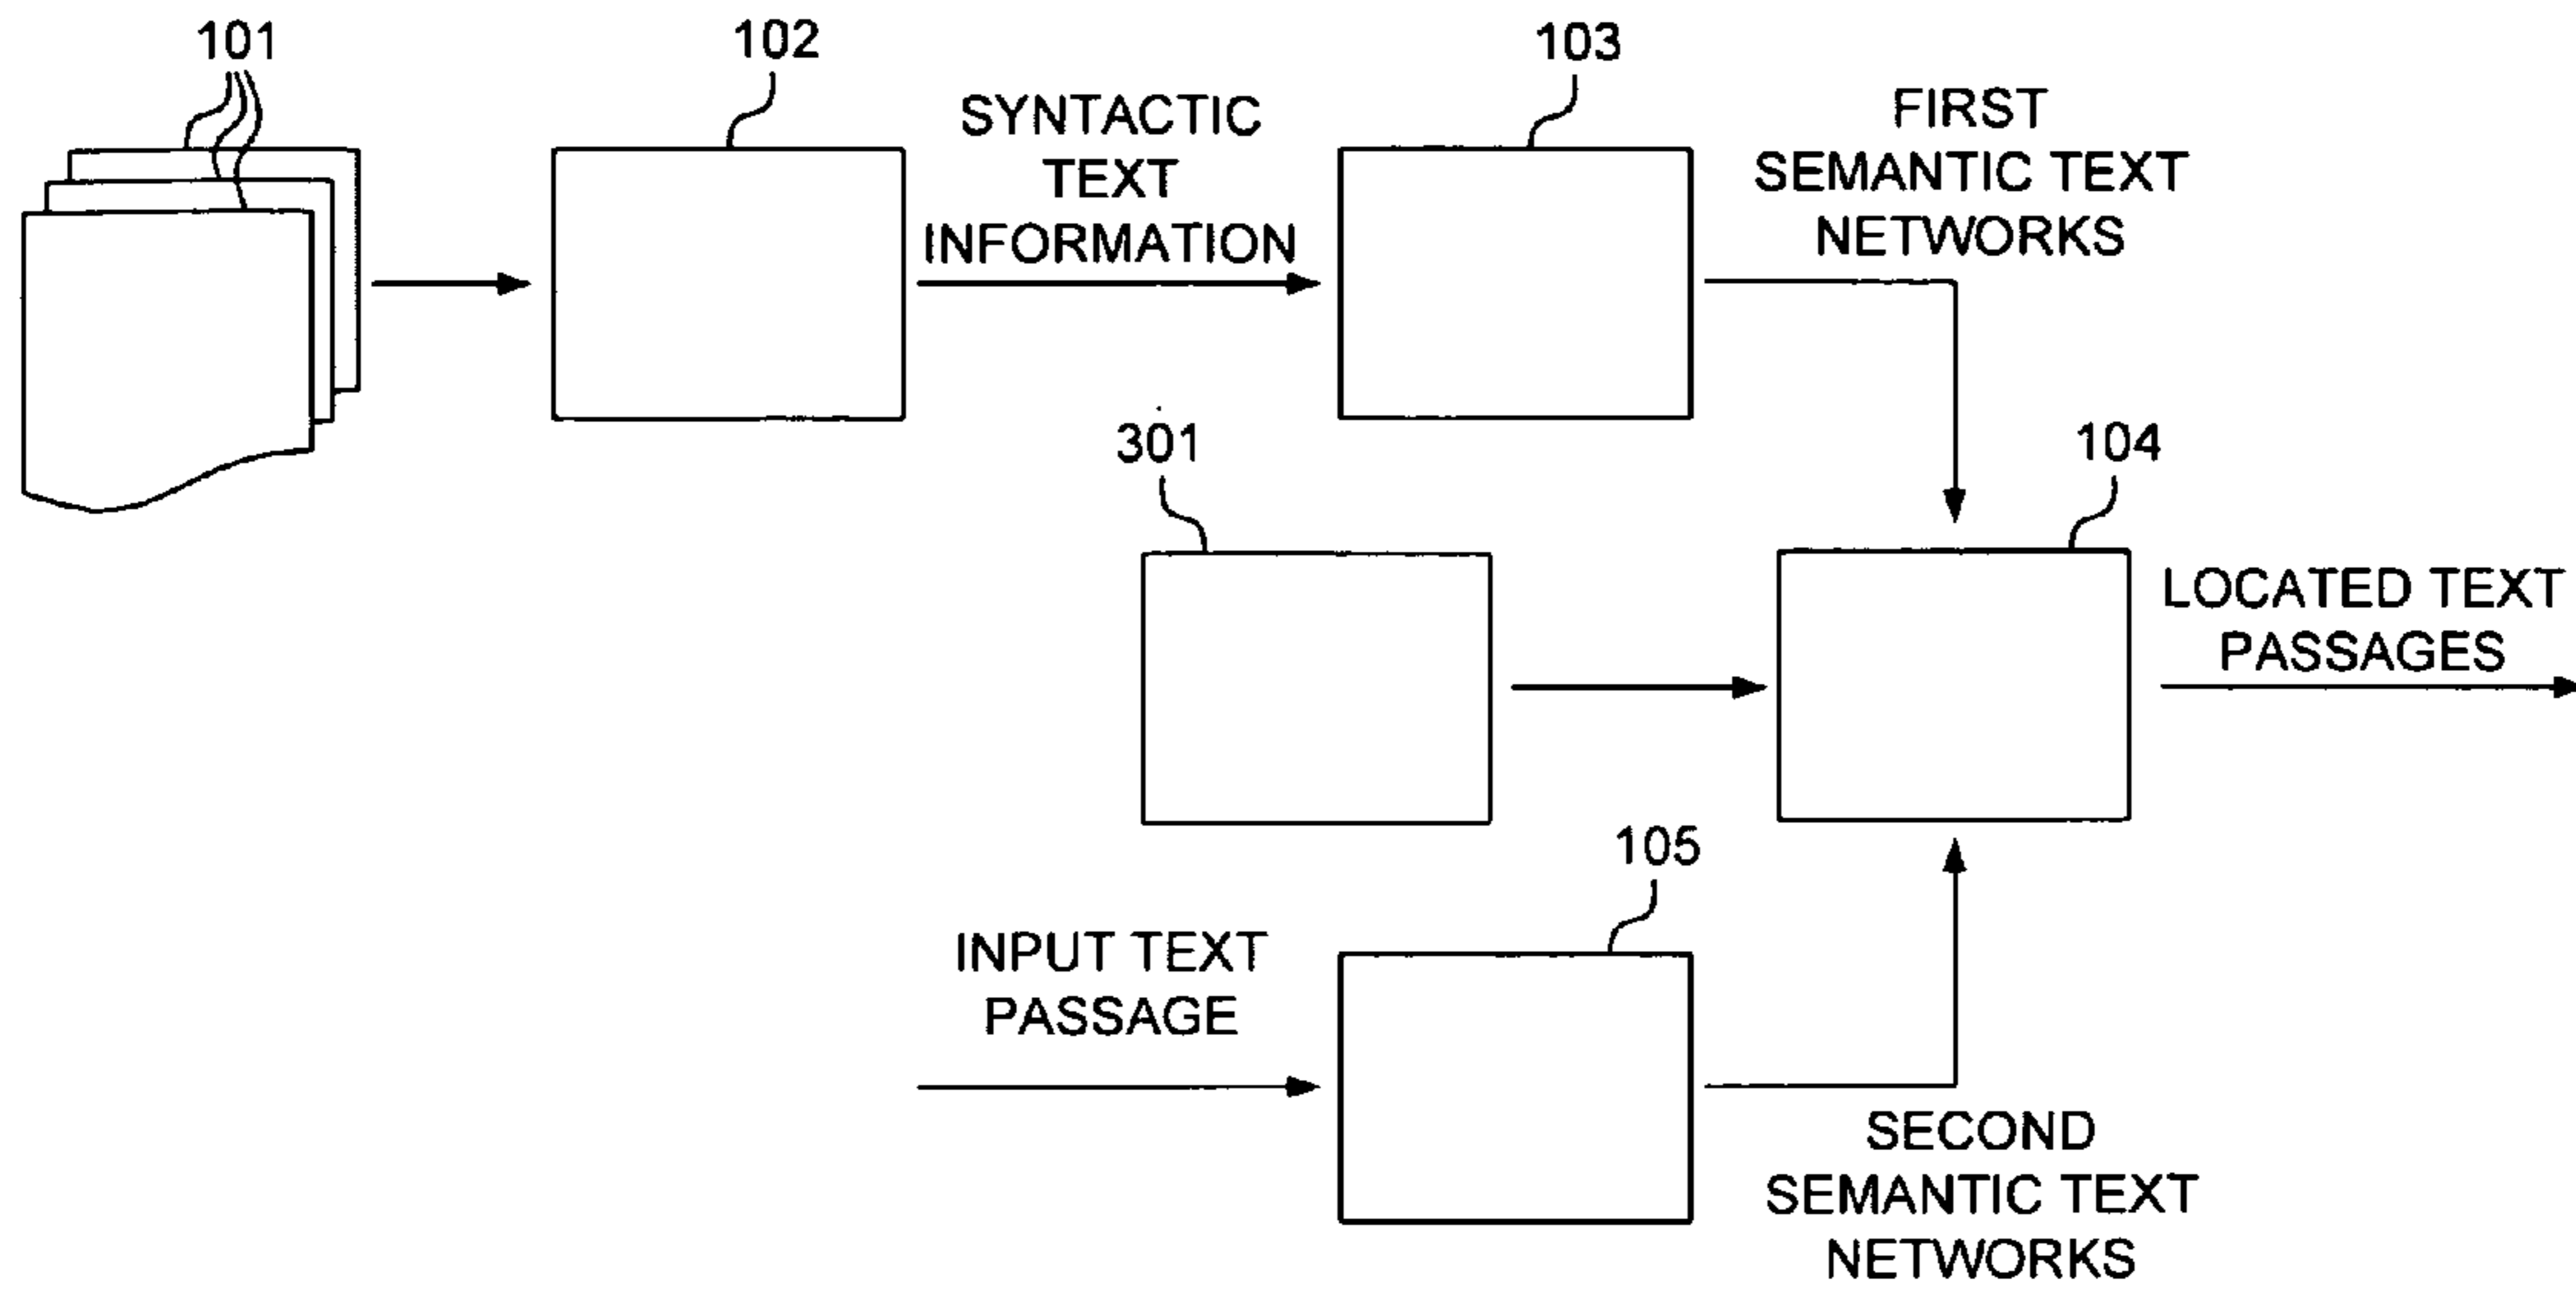 101
102
103
SYNTACTIC
TEXT
INFORMATION
FIRST
SEMANTIC TEXT
NETWORKS
301
104
LOCATED TEXT
PASSAGES
105
INPUT TEXT
PASSAGE
SECOND
SEMANTIC TEXT
NETWORKS